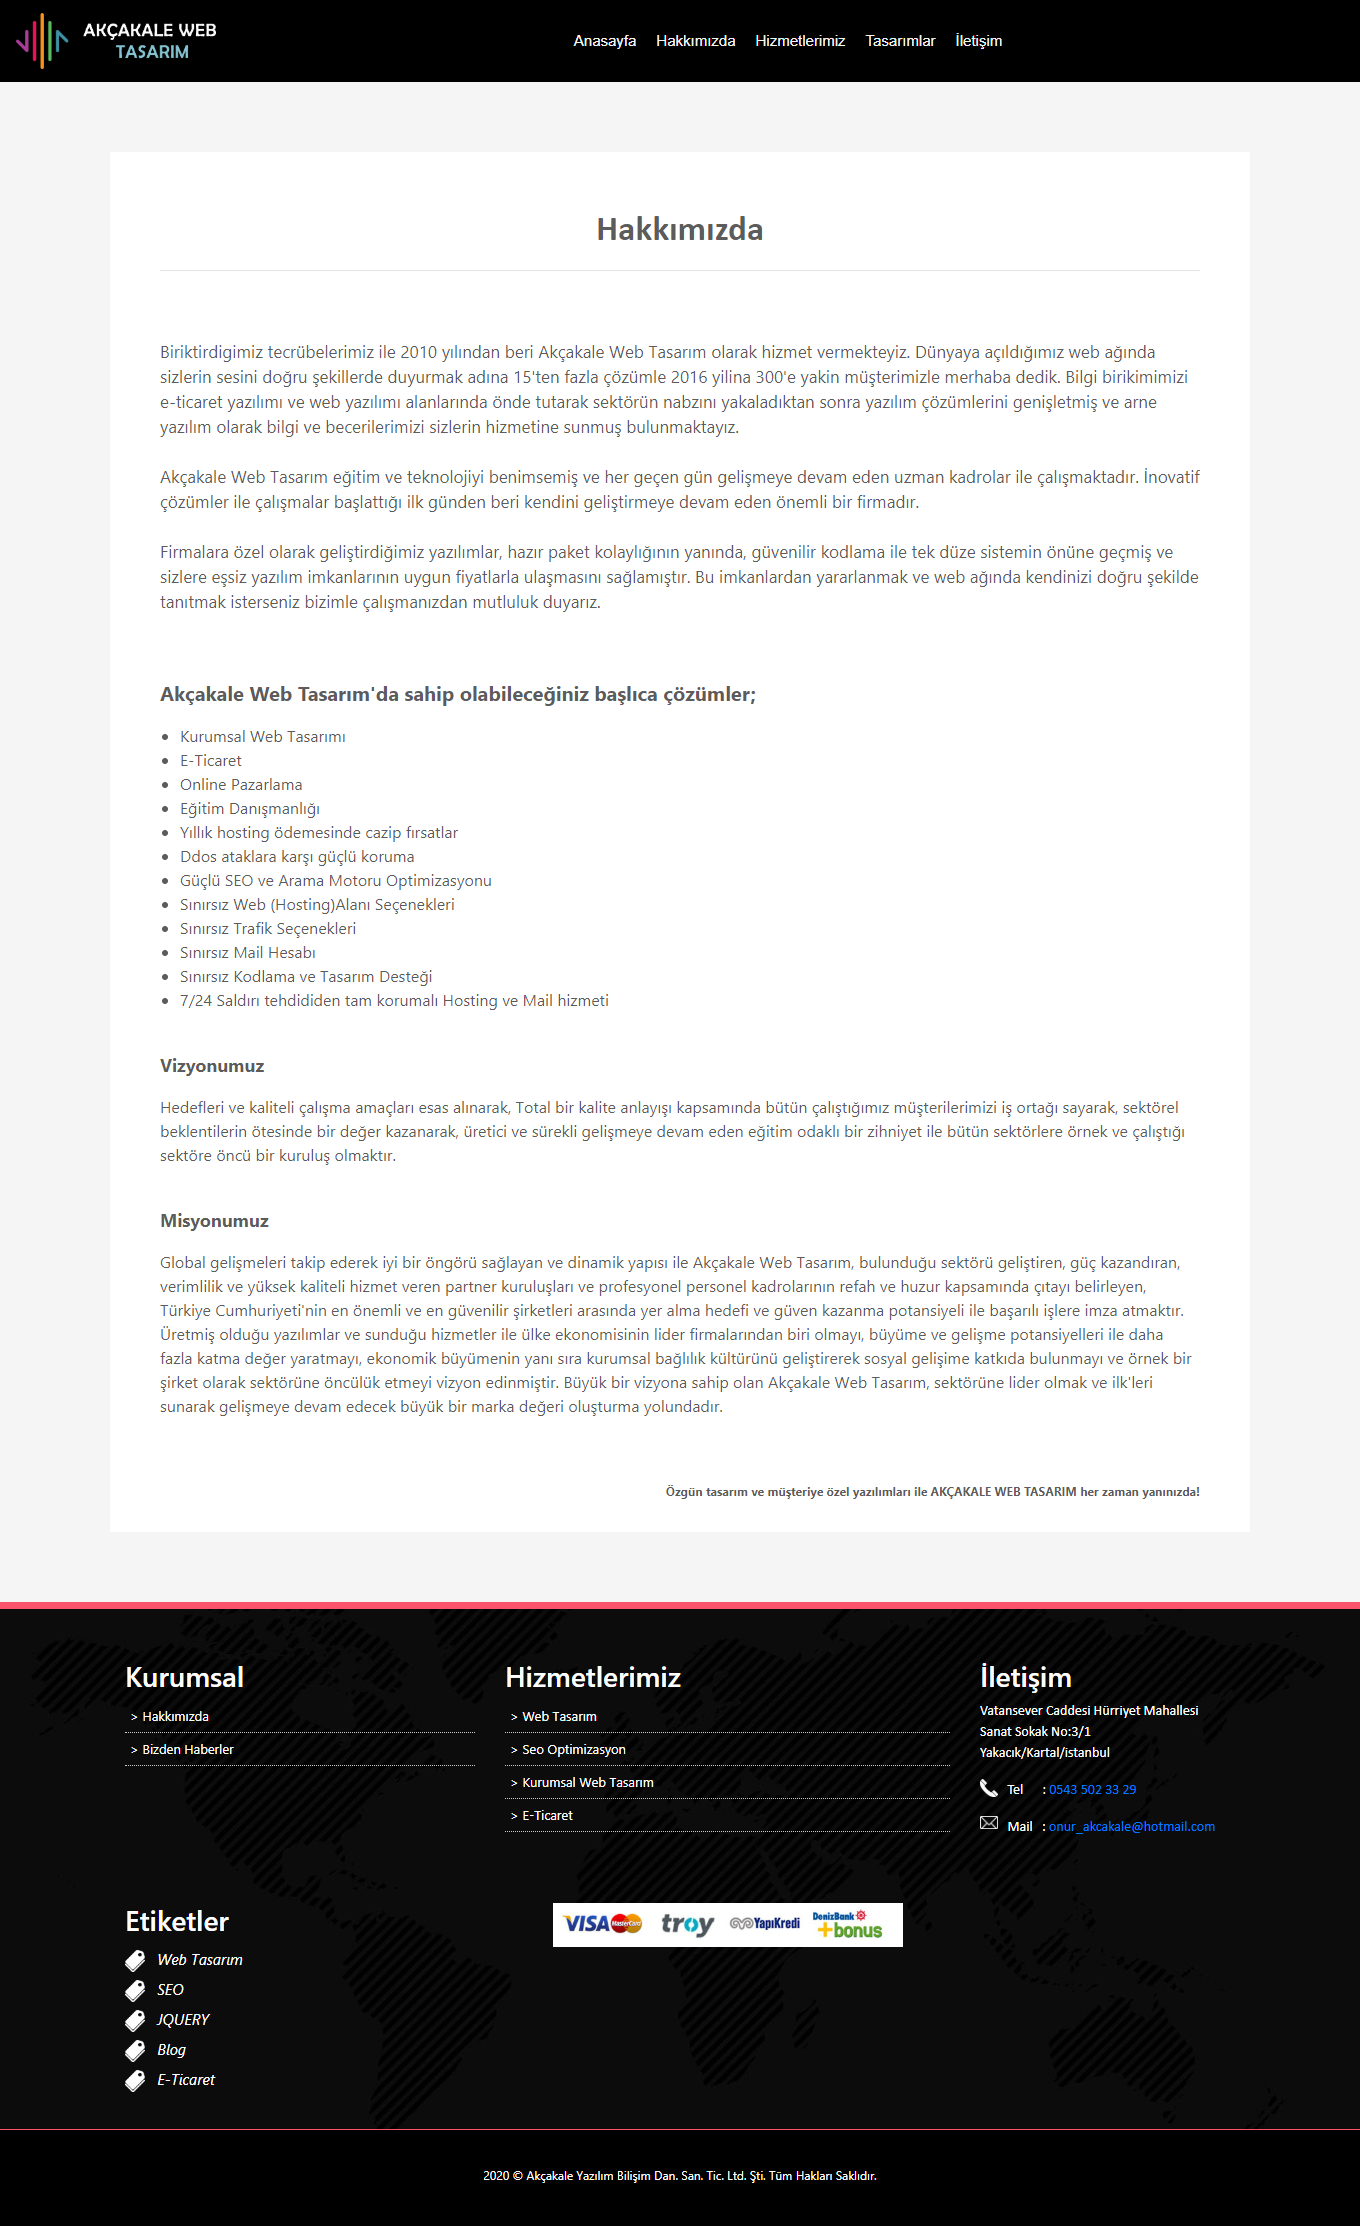 AKÇAKALE WEB
TASARIM
Anasayfa Hakkımızda Hizmetlerimiz Tasarımlar İletişim
Hakkımızda
Biriktirdigimiz tecrübelerimiz ile 2010 yılından beri Akçakale Web Tasarım olarak hizmet vermekteyiz. Dünyaya açıldığımız web ağında
sizlerin sesini doğru şekillerde duyurmak adına 15'ten fazla çözümle 2016 yilina 300'e yakin müşterimizle merhaba dedik. Bilgi birikimimizi
e-ticaret yazılımı ve web yazılımı alanlarında önde tutarak sektörün nabzını yakaladıktan sonra yazılım çözümlerini genişletmiş ve arne
yazılım olarak bilgi ve becerilerimizi sizlerin hizmetine sunmuş bulunmaktayız.
Akçakale Web Tasarım eğitim ve teknolojiyi benimsemiş ve her geçen gün gelişmeye devam eden uzman kadrolar ile çalışmaktadır. İnovatif
çözümler ile çalışmalar başlattığı ilk günden beri kendini geliştirmeye devam eden önemli bir firmadır.
Firmalara özel olarak geliştirdiğimiz yazılımlar, hazır paket kolaylığının yanında, güvenilir kodlama ile tek düze sistemin önüne geçmiş ve
sizlere eşsiz yazılım imkanlarının uygun fiyatlarla ulaşmasını sağlamıştır. Bu imkanlardan yararlanmak ve web ağında kendinizi doğru şekilde
tanıtmak isterseniz bizimle çalışmanızdan mutluluk duyarız.
Akçakale Web Tasarım'da sahip olabileceğiniz başlıca çözümler;
• Kurumsal Web Tasarımı
• E-Ticaret
• Online Pazarlama
• Eğitim Danışmanlığı
• Yıllık hosting ödemesinde cazip fırsatlar
• Ddos ataklara karşı güçlü koruma
• Güçlü SEO ve Arama Motoru Optimizasyonu
• Sınırsız Web (Hosting)Alanı Seçenekleri
• Sınırsız Trafik Seçenekleri
• Sınırsız Mail Hesabı
• Sınırsız Kodlama ve Tasarım Desteği
• 7/24 Saldırı tehdididen tam korumalı Hosting ve Mail hizmeti
Vizyonumuz
Hedefleri ve kaliteli çalışma amaçları esas alınarak, Total bir kalite anlayışı kapsamında bütün çalıştığımız müşterilerimizi iş ortağı sayarak, sektörel
beklentilerin ötesinde bir değer kazanarak, üretici ve sürekli gelişmeye devam eden eğitim odaklı bir zihniyet ile bütün sektörlere örnek ve çalıştığı
sektöre öncü bir kuruluş olmaktır.
Misyonumuz
Global gelişmeleri takip ederek iyi bir öngörü sağlayan ve dinamik yapısı ile Akçakale Web Tasarım, bulunduğu sektörü geliştiren, güç kazandıran,
verimlilik ve yüksek kaliteli hizmet veren partner kuruluşları ve profesyonel personel kadrolarının refah ve huzur kapsamında çıtayı belirleyen,
Türkiye Cumhuriyeti'nin en önemli ve en güvenilir şirketleri arasında yer alma hedefi ve güven kazanma potansiyeli ile başarılı işlere imza atmaktır.
Üretmiş olduğu yazılımlar ve sunduğu hizmetler ile ülke ekonomisinin lider firmalarından biri olmayı, büyüme ve gelişme potansiyelleri ile daha
fazla katma değer yaratmayı, ekonomik büyümenin yanı sıra kurumsal bağlılık kültürünü geliştirerek sosyal gelişime katkıda bulunmayı ve örnek bir
şirket olarak sektörüne öncülük etmeyi vizyon edinmiştir. Büyük bir vizyona sahip olan Akçakale Web Tasarım, sektörüne lider olmak ve ilk'leri
sunarak gelişmeye devam edecek büyük bir marka değeri oluşturma yolundadır.
Özgün tasarım ve müşteriye özel yazılımları ile AKÇAKALE WEB TASARIM her zaman yanınızda!
Kurumsal
> Hakkımızda
> Bizden Haberler
Hizmetlerimiz
> Web Tasarım
> Seo Optimizasyon
> Kurumsal Web Tasarım
> E-Ticaret
İletişim
Vatansever Caddesi Hürriyet Mahallesi
Sanat Sokak No:3/1
Yakacık/Kartal/istanbul
Tel : 0543 502 33 29
Mail : onur_akcakale@hotmail.com
Etiketler
Web Tasarım
SEO
JQUERY
Blog
E-Ticaret
VISA MasterCard troy YapıKredi DenizBank bonus
2020 © Akçakale Yazılım Bilişim Dan. San. Tic. Ltd. Şti. Tüm Hakları Saklıdır.